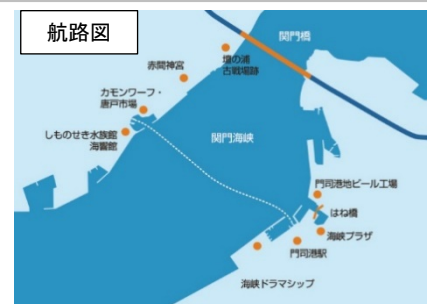 航路図
関門橋
壇の浦
古戦場跡
赤間神宮
カモンワーフ・
唐戸市場
しものせき水族館
海響館
関門海峡
門司港地ビール工場
はね橋
海峡プラザ
門司港駅
海峡ドラマシップ